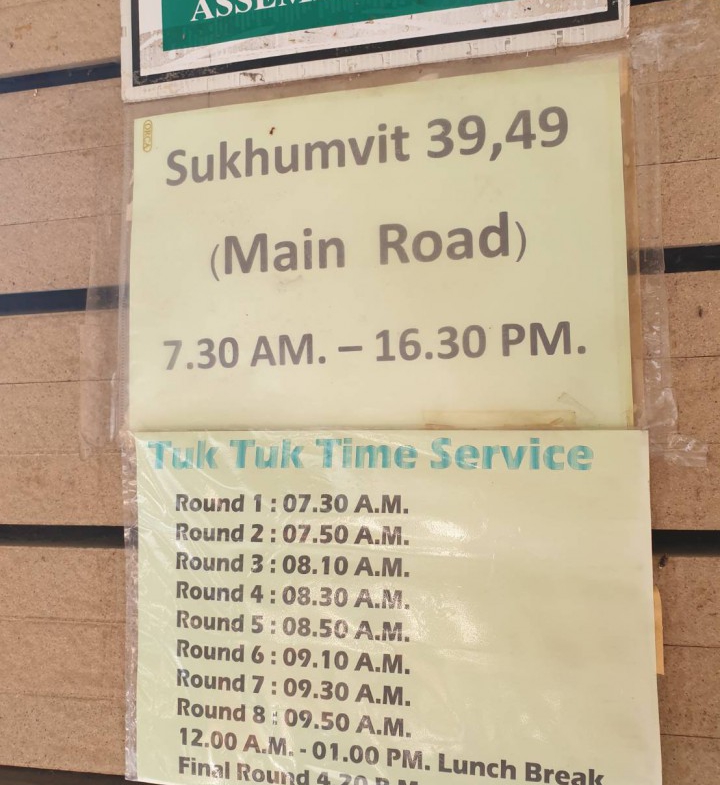 Sukhumvit 39,49
(Main Road)
7.30 AM. – 16.30 PM.
Tuk Tuk Time Service
Round 1 : 07.30 A.M.
Round 2 : 07.50 A.M.
Round 3 : 08.10 A.M.
Round 4 : 08.30 A.M.
Round 5 : 08.50 A.M.
Round 6 : 09.10 A.M.
Round 7 : 09.30 A.M.
Round 8 : 09.50 A.M.
12.00 A.M. - 01.00 PM. Lunch Break
Final Round 4.20 P.M.